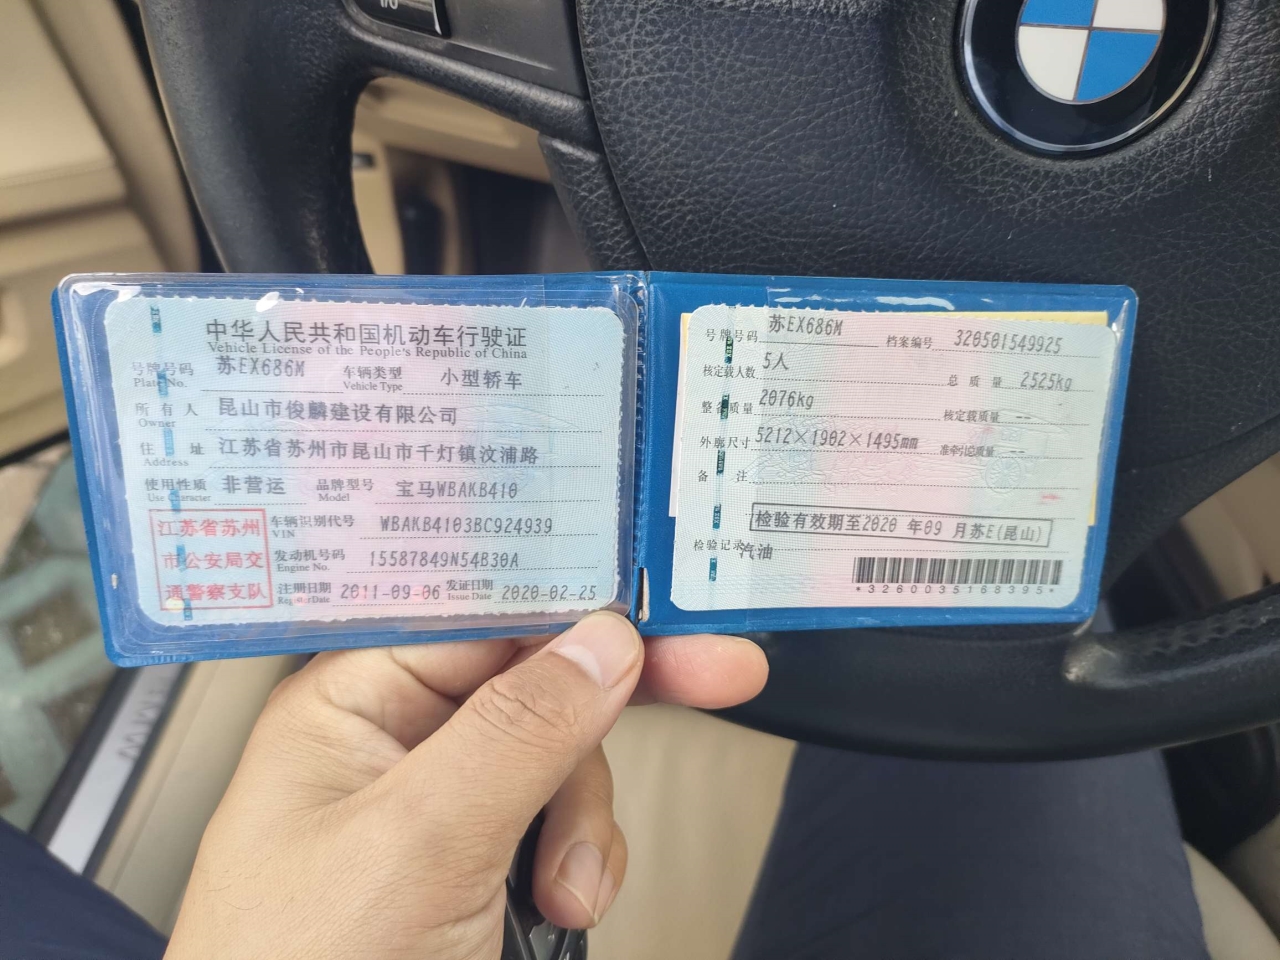 中华人民共和国机动车行驶证
Vehicle License of the People's Republic of China
号牌号码 苏EX686M 车辆类型 小型轿车
Plate No. Vehicle Type
所有人 昆山市俊麟建设有限公司
Owner
住址 江苏省苏州市昆山市千灯镇汶浦路
Address
使用性质 非营运 品牌型号 宝马WBAKB410
Use Character Model
江苏省苏州
市公安局交
通警察支队
车辆识别代号 WBAKB4103BC924939
VIN
发动机号码 15587849N54B30A
Engine No.
注册日期 2011-09-06 发证日期 2020-02-25
Register Date Issue Date
号牌号码 苏EX686M 档案编号 320501549925
核定载人数 5人 总质量 2525kg
整备质量 2076kg 核定载质量 --
外廓尺寸 5212×1902×1495mm 准牵引总质量 --
备注
检验有效期至2020年09月苏E(昆山)
检验记录 汽油
*3260035168395*